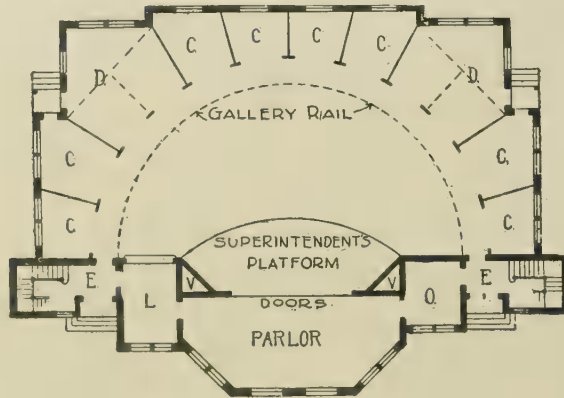 C. C C C.
D. D.
GALLERY RAIL
C. C.
C. C.
SUPERINTENDENT'S
PLATFORM
E. V V E
L. DOORS. O.
PARLOR